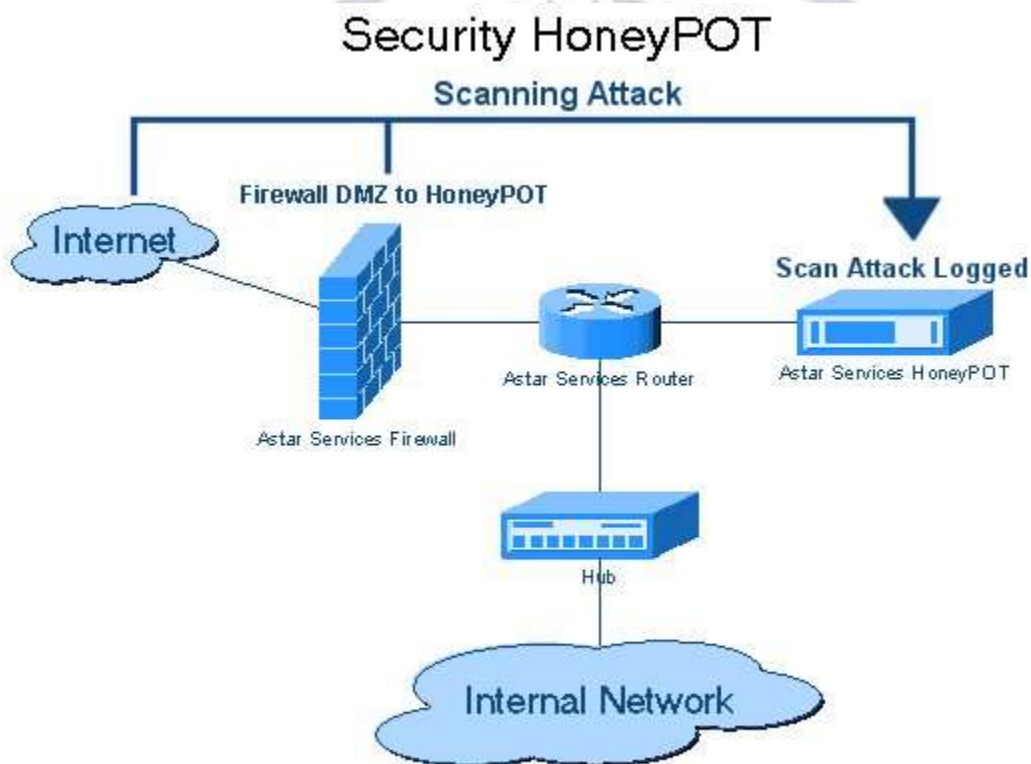 Security HoneyPOT
Scanning Attack
Firewall DMZ to HoneyPOT
Internet
Scan Attack Logged
Astar Services Router
Astar Services HoneyPOT
Astar Services Firewall
Hub
Internal Network